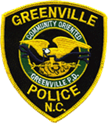 GREENVILLE
COMMUNITY ORIENTED
GREENVILLE P.D.
POLICE
N.C.